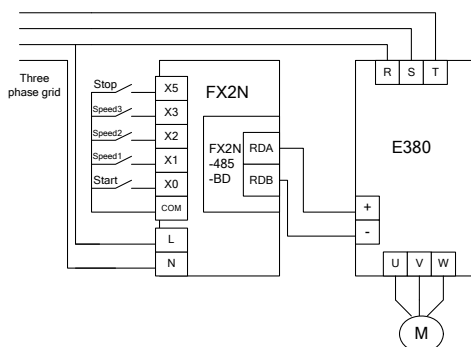 R S T
Three
phase grid
Stop
X5
FX2N
Speed3
X3
Speed2
X2
FX2N
-485
-BD
RDA
E380
Speed1
X1
RDB
Start
X0
COM
+
-
L
N
U V W
M